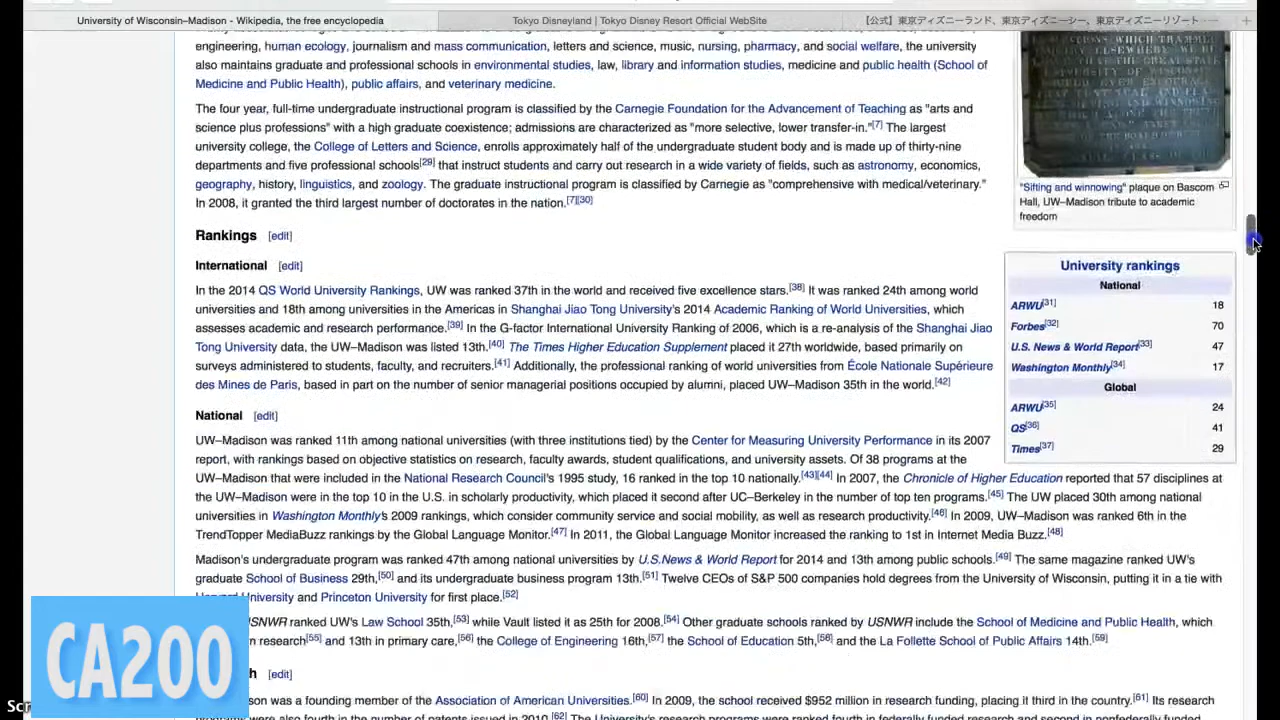 University of Wisconsin–Madison - Wikipedia, the free encyclopedia
Tokyo Disneyland | Tokyo Disney Resort Official WebSite
【公式】東京ディズニーランド、東京ディズニーシー、東京ディズニーリゾート
engineering, human ecology, journalism and mass communication, letters and science, music, nursing, pharmacy, and social welfare, the university
also maintains graduate and professional schools in environmental studies, law, library and information studies, medicine and public health (School of
Medicine and Public Health), public affairs, and veterinary medicine.
The four year, full-time undergraduate instructional program is classified by the Carnegie Foundation for the Advancement of Teaching as "arts and
science plus professions" with a high graduate coexistence; admissions are characterized as "more selective, lower transfer-in."[7] The largest
university college, the College of Letters and Science, enrolls approximately half of the undergraduate student body and is made up of thirty-nine
departments and five professional schools[29] that instruct students and carry out research in a wide variety of fields, such as astronomy, economics,
geography, history, linguistics, and zoology. The graduate instructional program is classified by Carnegie as "comprehensive with medical/veterinary."
In 2008, it granted the third largest number of doctorates in the nation.[7][30]
"Sifting and winnowing" plaque on Bascom
Hall, UW–Madison tribute to academic
freedom
Rankings [edit]
International [edit]
In the 2014 QS World University Rankings, UW was ranked 37th in the world and received five excellence stars.[38] It was ranked 24th among world
universities and 18th among universities in the Americas in Shanghai Jiao Tong University's 2014 Academic Ranking of World Universities, which
assesses academic and research performance.[39] In the G-factor International University Ranking of 2006, which is a re-analysis of the Shanghai Jiao
Tong University data, the UW–Madison was listed 13th.[40] The Times Higher Education Supplement placed it 27th worldwide, based primarily on
surveys administered to students, faculty, and recruiters.[41] Additionally, the professional ranking of world universities from École Nationale Supérieure
des Mines de Paris, based in part on the number of senior managerial positions occupied by alumni, placed UW–Madison 35th in the world.[42]
University rankings
National
ARWU[31] 18
Forbes[32] 70
U.S. News & World Report[33] 47
Washington Monthly[34] 17
Global
ARWU[35] 24
QS[36] 41
Times[37] 29
National [edit]
UW–Madison was ranked 11th among national universities (with three institutions tied) by the Center for Measuring University Performance in its 2007
report, with rankings based on objective statistics on research, faculty awards, student qualifications, and university assets. Of 38 programs at the
UW–Madison that were included in the National Research Council's 1995 study, 16 ranked in the top 10 nationally.[43][44] In 2007, the Chronicle of Higher Education reported that 57 disciplines at
the UW–Madison were in the top 10 in the U.S. in scholarly productivity, which placed it second after UC–Berkeley in the number of top ten programs.[45] The UW placed 30th among national
universities in Washington Monthly's 2009 rankings, which consider community service and social mobility, as well as research productivity.[46] In 2009, UW–Madison was ranked 6th in the
TrendTopper MediaBuzz rankings by the Global Language Monitor.[47] In 2011, the Global Language Monitor increased the ranking to 1st in Internet Media Buzz.[48]
Madison's undergraduate program was ranked 47th among national universities by U.S.News & World Report for 2014 and 13th among public schools.[49] The same magazine ranked UW's
graduate School of Business 29th,[50] and its undergraduate business program 13th.[51] Twelve CEOs of S&P 500 companies hold degrees from the University of Wisconsin, putting it in a tie with
University and Princeton University for first place.[52]
USNWR ranked UW's Law School 35th,[53] while Vault listed it as 25th for 2008.[54] Other graduate schools ranked by USNWR include the School of Medicine and Public Health, which
n research[55] and 13th in primary care,[56] the College of Engineering 16th,[57] the School of Education 5th,[58] and the La Follette School of Public Affairs 14th.[59]
h [edit]
son was a founding member of the Association of American Universities.[60] In 2009, the school received $952 million in research funding, placing it third in the country.[61] Its research
CA200
Scr